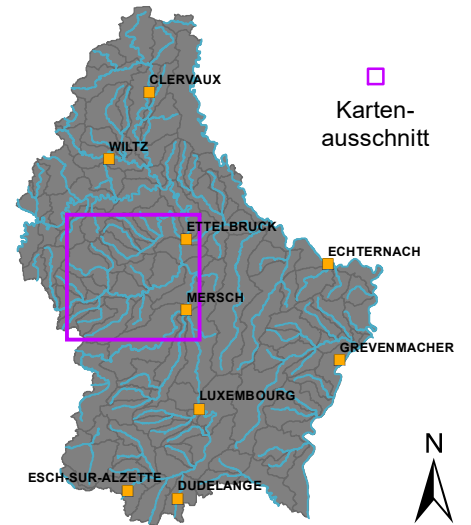 CLERVAUX
Karten-
ausschnitt
WILTZ
ETTELBRUCK
ECHTERNACH
MERSCH
GREVENMACHER
LUXEMBOURG
N
ESCH-SUR-ALZETTE
DUDELANGE